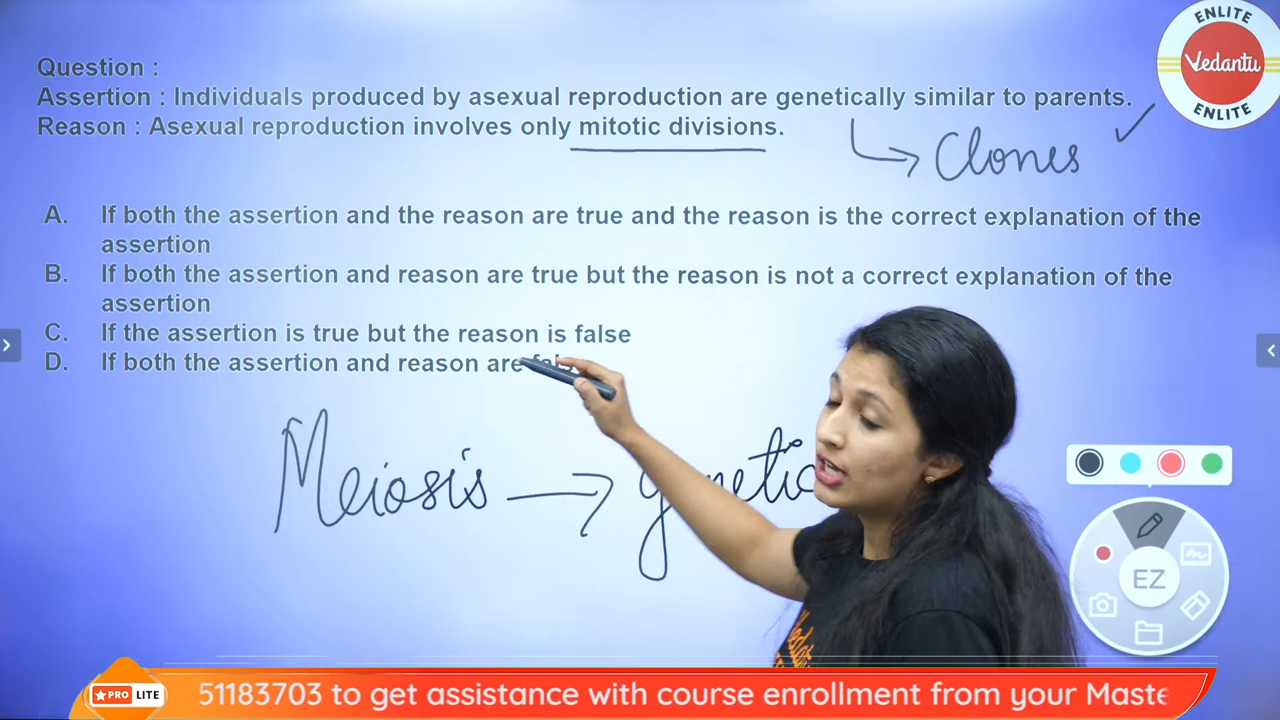 ENLITE
Vedantu
ENLITE
Question :
Assertion : Individuals produced by asexual reproduction are genetically similar to parents.
Reason : Asexual reproduction involves only mitotic divisions.
Clones
A. If both the assertion and the reason are true and the reason is the correct explanation of the
assertion
B. If both the assertion and reason are true but the reason is not a correct explanation of the
assertion
C. If the assertion is true but the reason is false
D. If both the assertion and reason are
Meiosis → genetic
EZ
PRO LITE
51183703 to get assistance with course enrollment from your Maste